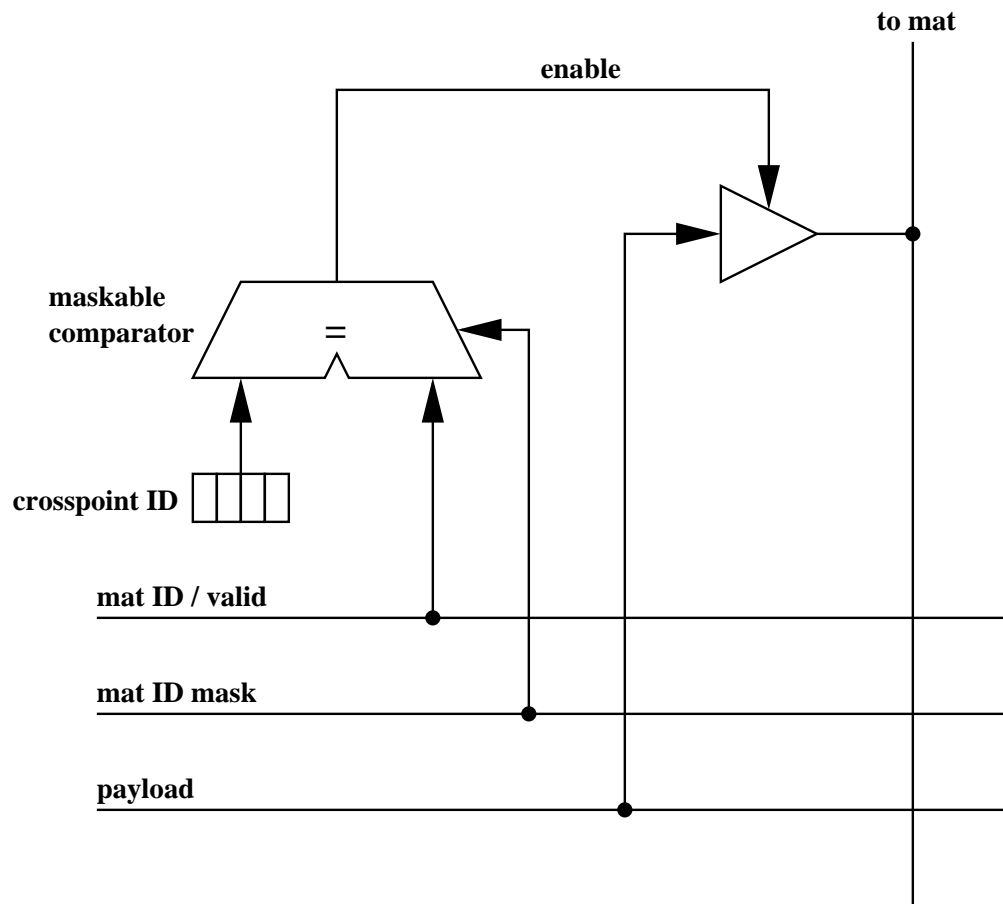 to mat
enable
maskable
comparator
=
crosspoint ID
mat ID / valid
mat ID mask
payload